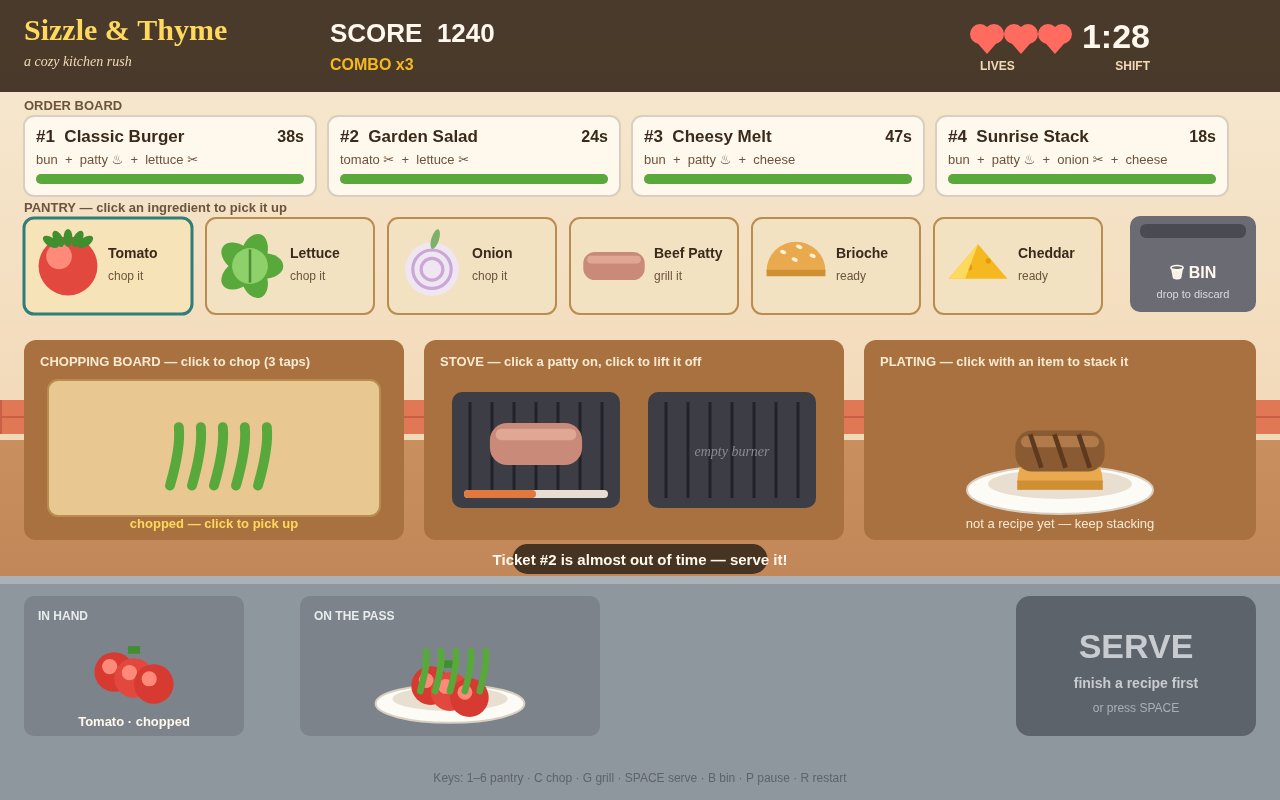 Sizzle & Thyme
a cozy kitchen rush
SCORE 1240
COMBO x3
1:28
LIVES
SHIFT
ORDER BOARD
#1 Classic Burger 38s
bun + patty ♨ + lettuce ✂
#2 Garden Salad 24s
tomato ✂ + lettuce ✂
#3 Cheesy Melt 47s
bun + patty ♨ + cheese
#4 Sunrise Stack 18s
bun + patty ♨ + onion ✂ + cheese
PANTRY — click an ingredient to pick it up
Tomato
chop it
Lettuce
chop it
Onion
chop it
Beef Patty
grill it
Brioche
ready
Cheddar
ready
BIN
drop to discard
CHOPPING BOARD — click to chop (3 taps)
chopped — click to pick up
STOVE — click a patty on, click to lift it off
empty burner
PLATING — click with an item to stack it
not a recipe yet — keep stacking
Ticket #2 is almost out of time — serve it!
IN HAND
Tomato · chopped
ON THE PASS
SERVE
finish a recipe first
or press SPACE
Keys: 1–6 pantry · C chop · G grill · SPACE serve · B bin · P pause · R restart